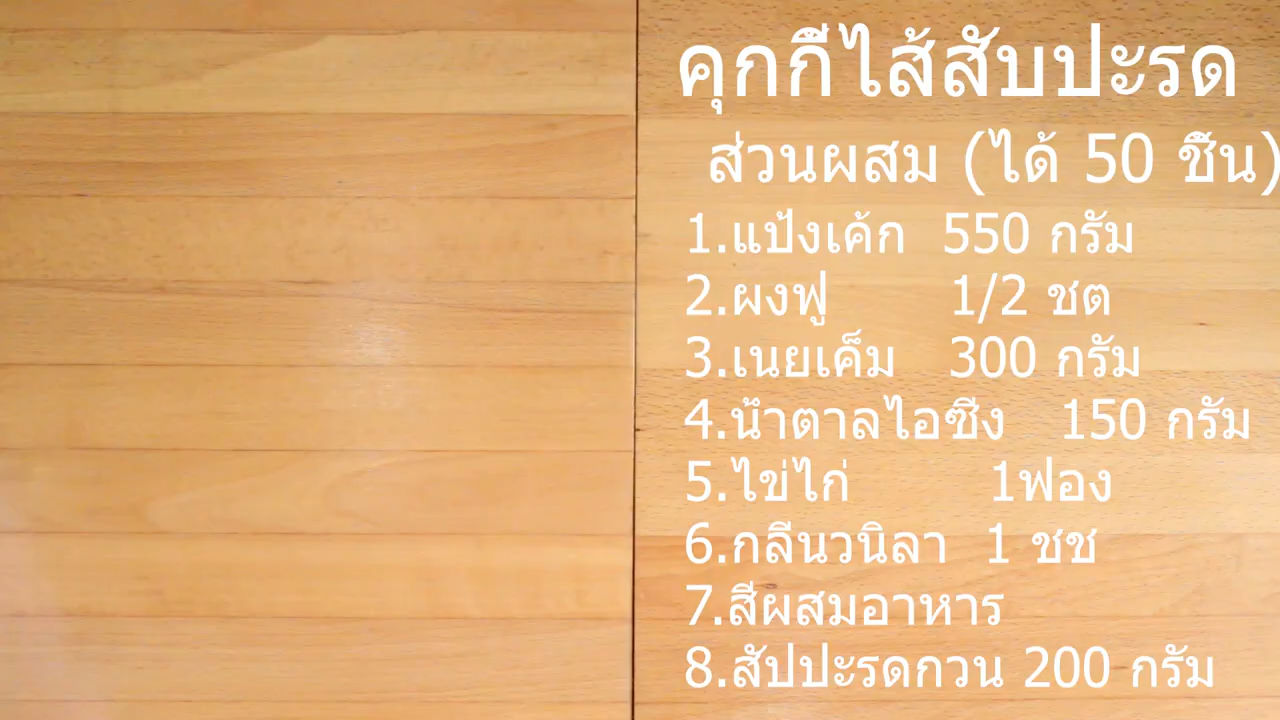 คุกกี้ไส้สับปะรด
ส่วนผสม (ได้ 50 ชิ้น)
1.แป้งเค้ก 550 กรัม
2.ผงฟู 1/2 ชต
3.เนยเค็ม 300 กรัม
4.น้ำตาลไอซิ่ง 150 กรัม
5.ไข่ไก่ 1ฟอง
6.กลิ่นวนิลา 1 ชช
7.สีผสมอาหาร
8.สัปปะรดกวน 200 กรัม